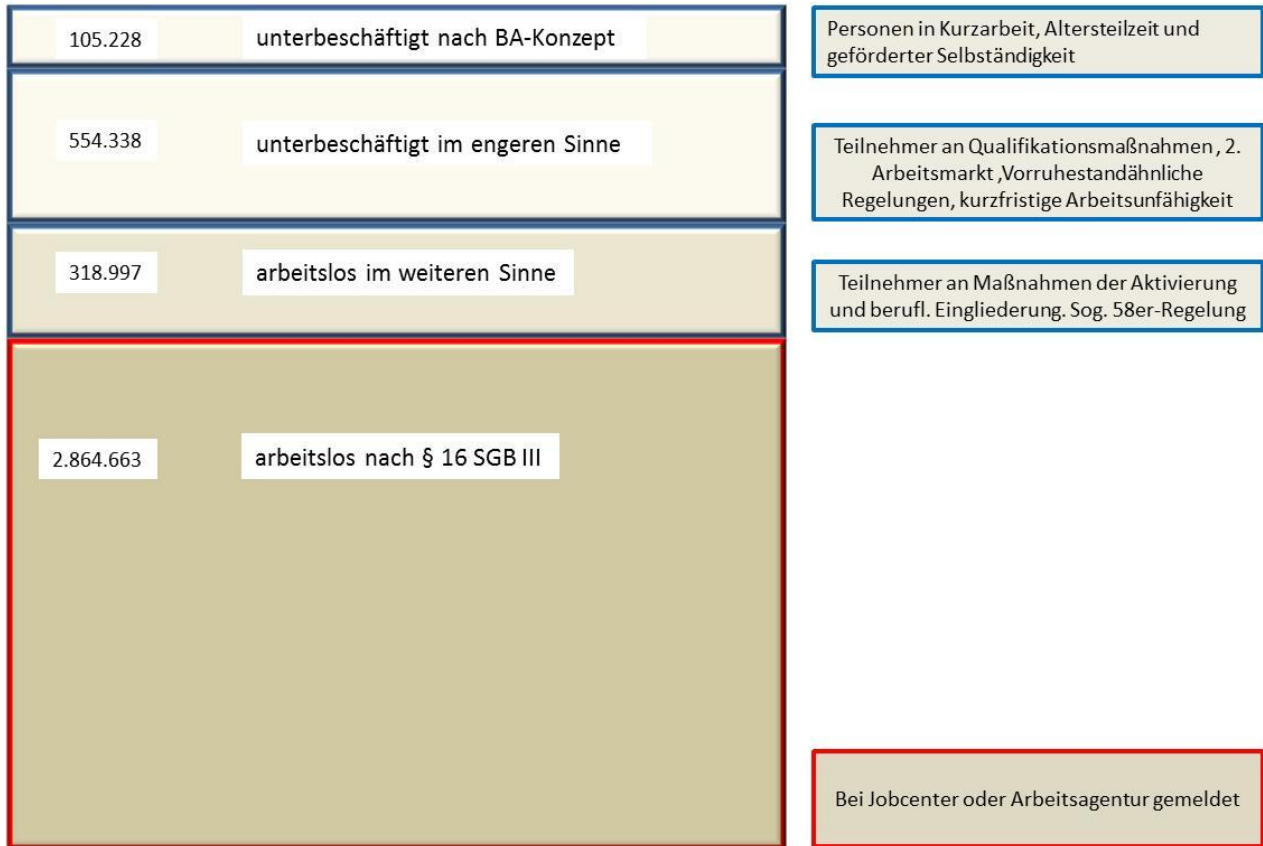 105.228 unterbeschäftigt nach BA-Konzept
Personen in Kurzarbeit, Altersteilzeit und
geförderter Selbständigkeit
554.338 unterbeschäftigt im engeren Sinne
Teilnehmer an Qualifikationsmaßnahmen , 2.
Arbeitsmarkt ,Vorruhestandähnliche
Regelungen, kurzfristige Arbeitsunfähigkeit
318.997 arbeitslos im weiteren Sinne
Teilnehmer an Maßnahmen der Aktivierung
und berufl. Eingliederung. Sog. 58er-Regelung
2.864.663 arbeitslos nach § 16 SGB III
Bei Jobcenter oder Arbeitsagentur gemeldet